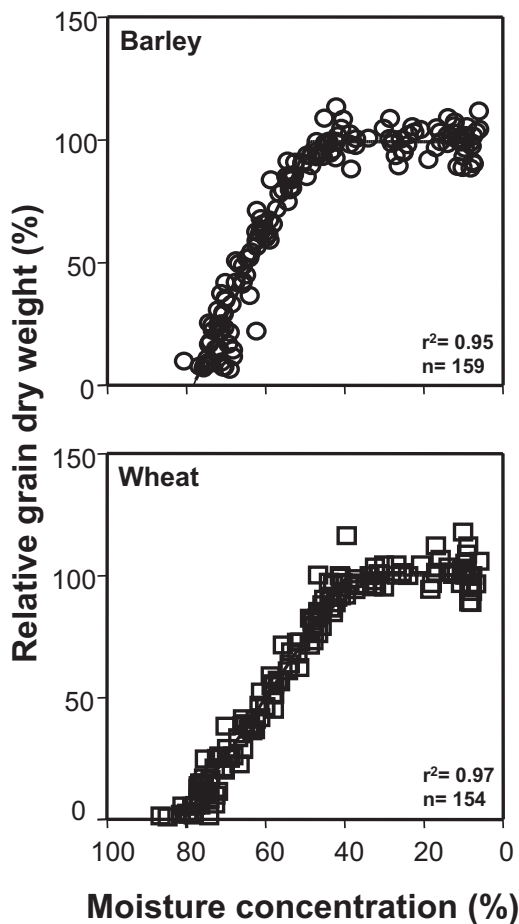 150
Barley
100
50
r²= 0.95
n= 159
0
Relative grain dry weight (%)
150
Wheat
100
50
r²= 0.97
n= 154
0
100 80 60 40 20 0
Moisture concentration (%)